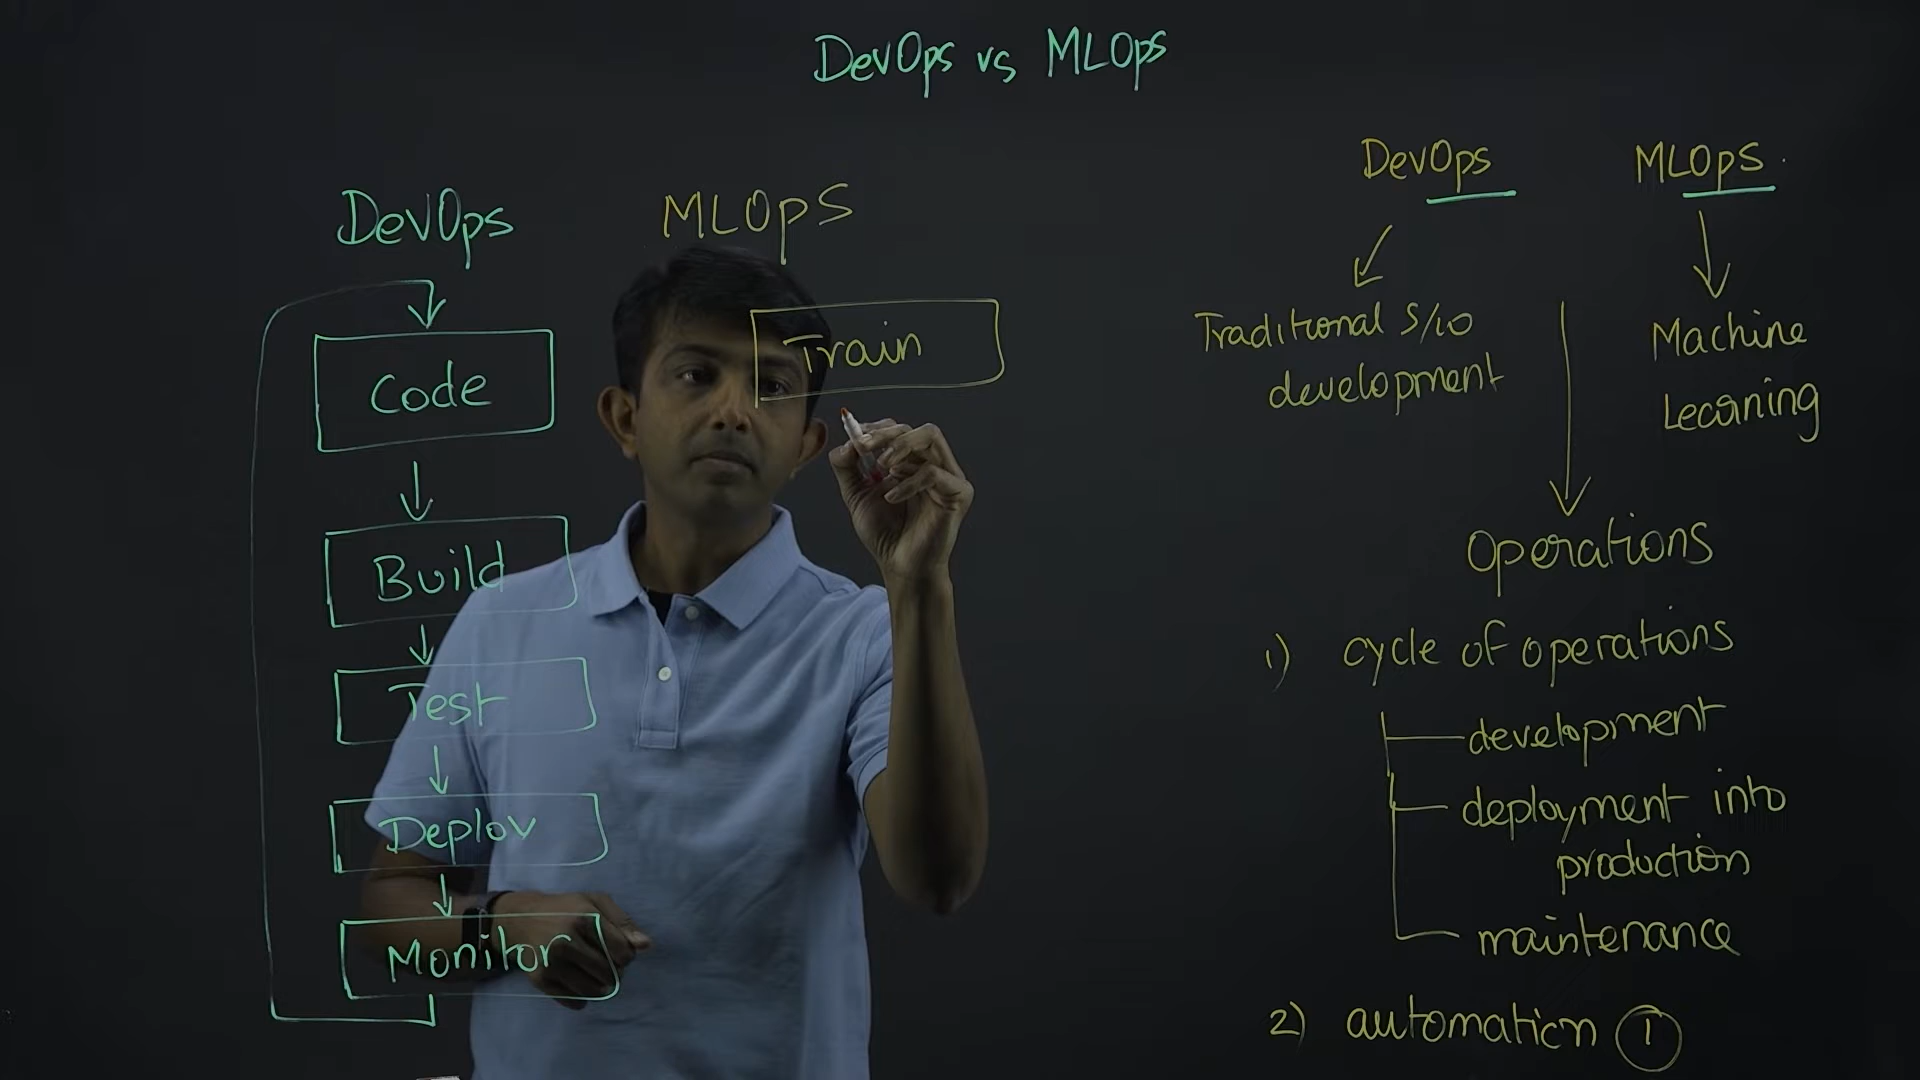 DevOps vs MLOps
DevOps
Code
Build
Test
Deploy
Monitor
MLOps
Train
DevOps
Traditional S/W
development
MLOps
Machine
Learning
Operations
1) cycle of operations
development
deployment into
production
maintenance
2) automation 1